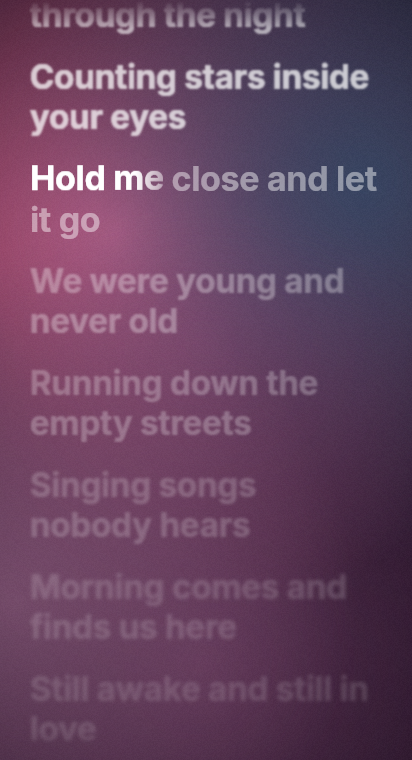 through the night
Counting stars inside
your eyes
Hold me close and let
it go
We were young and
never old
Running down the
empty streets
Singing songs
nobody hears
Morning comes and
finds us here
Still awake and still in
love